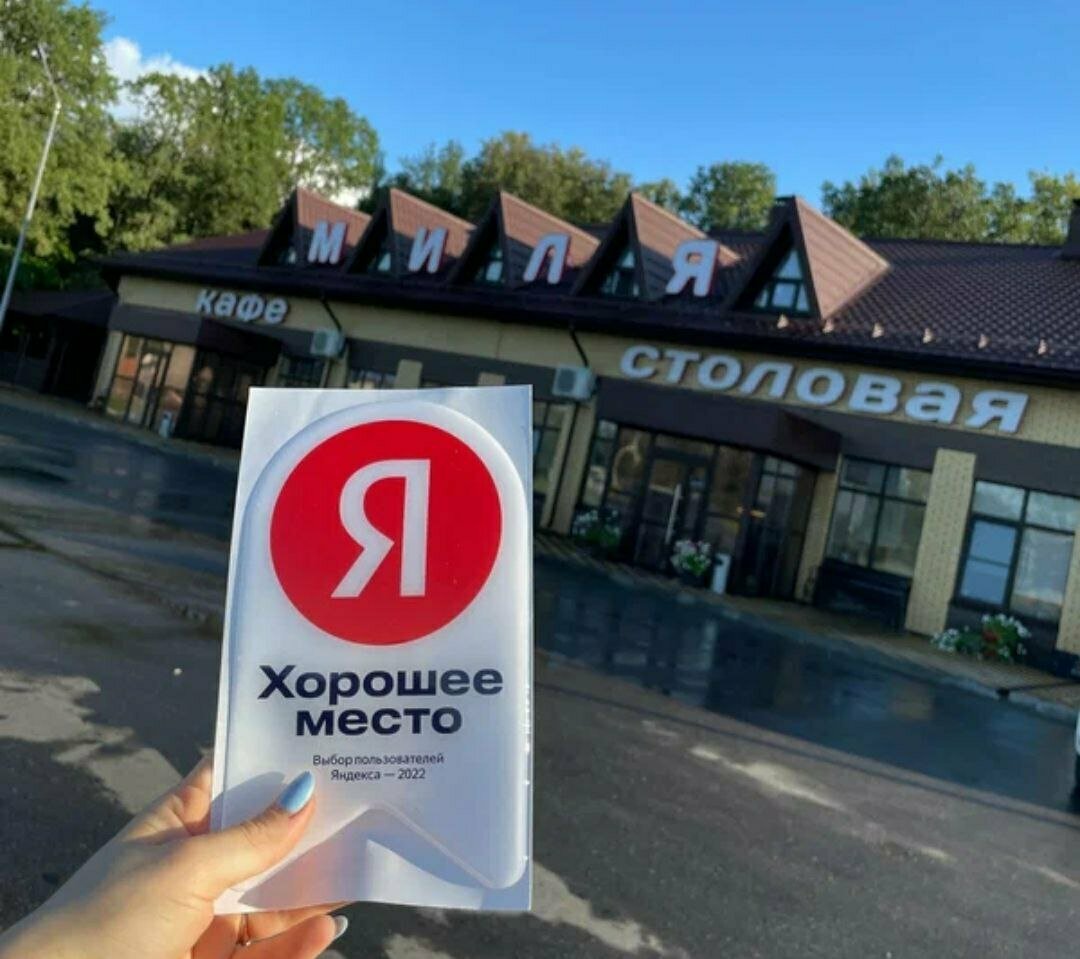 МИЛЯ
кафе
столовая
Я
Хорошее
место
Выбор пользователей
Яндекса — 2022